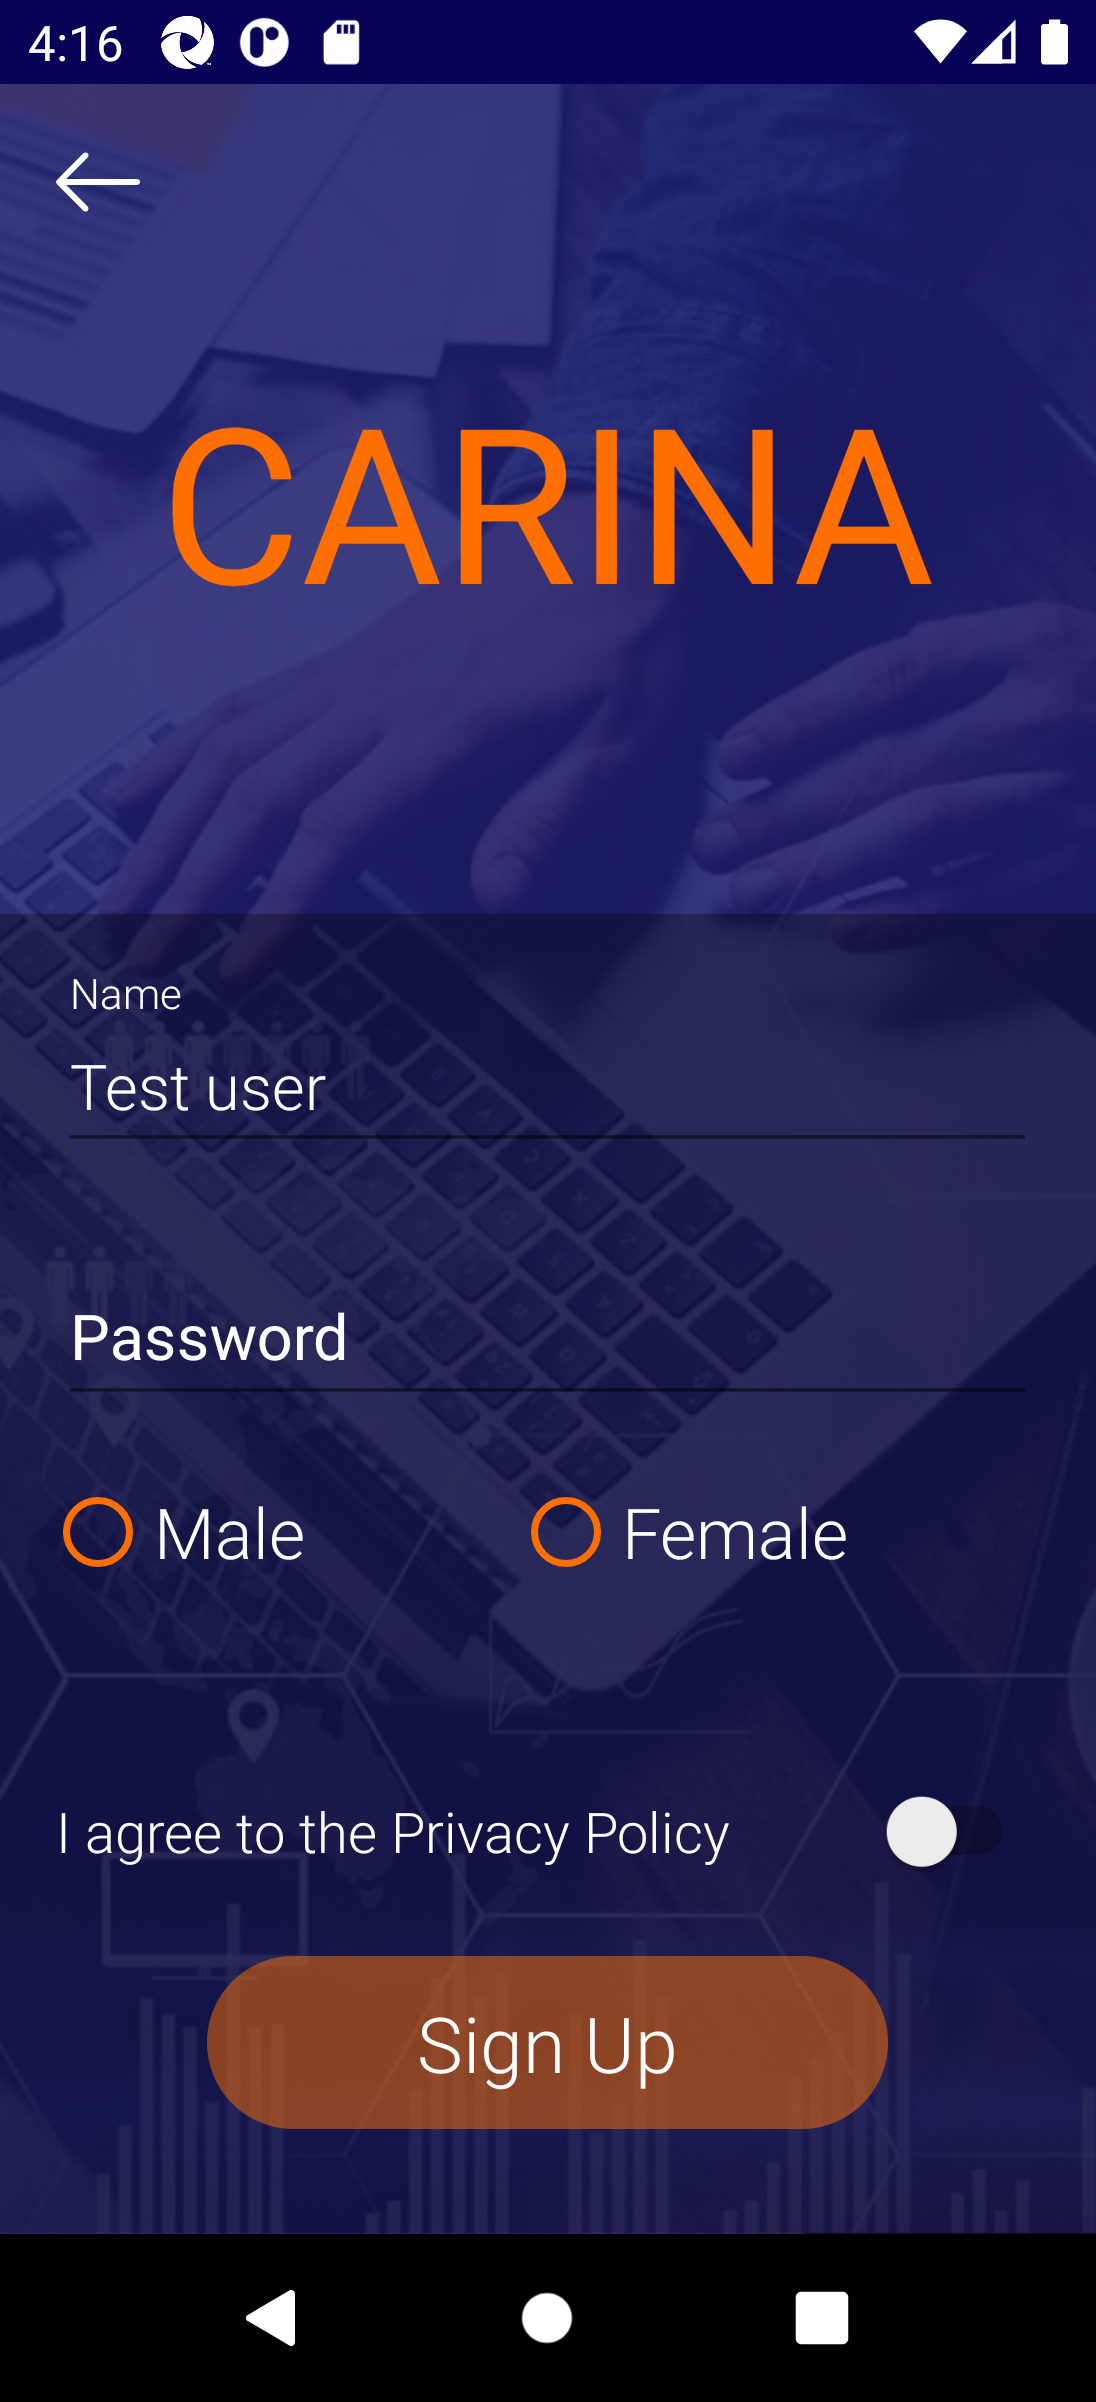 4:16
CARINA
Name
Test user
Password
Male Female
I agree to the Privacy Policy
Sign Up